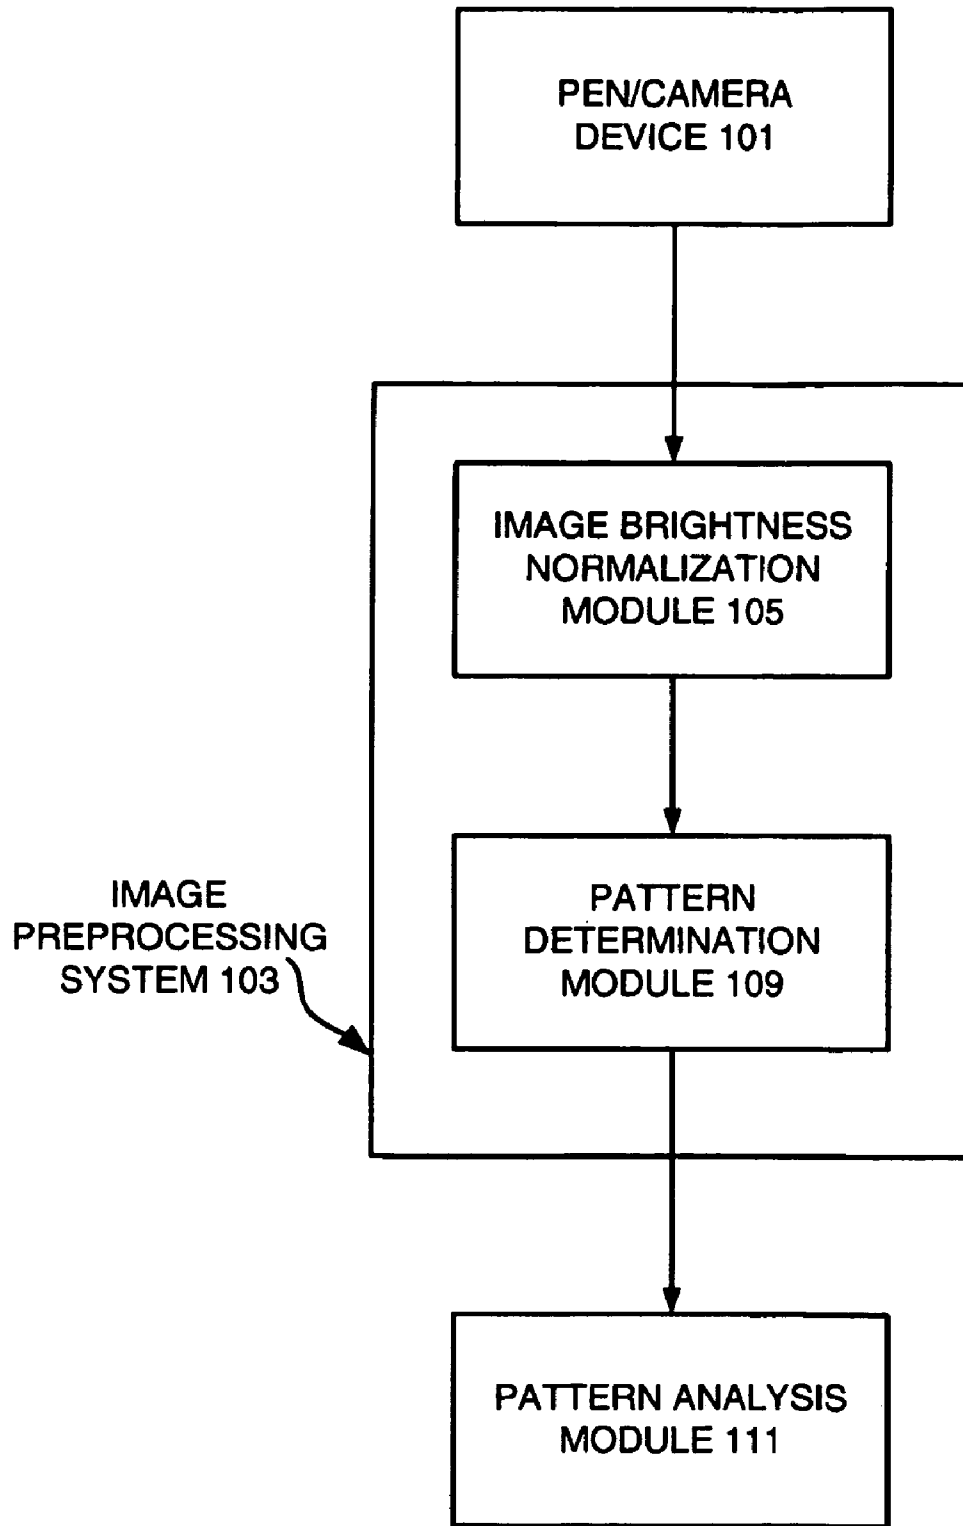 PEN/CAMERA
DEVICE 101
IMAGE BRIGHTNESS
NORMALIZATION
MODULE 105
IMAGE
PREPROCESSING
SYSTEM 103
PATTERN
DETERMINATION
MODULE 109
PATTERN ANALYSIS
MODULE 111